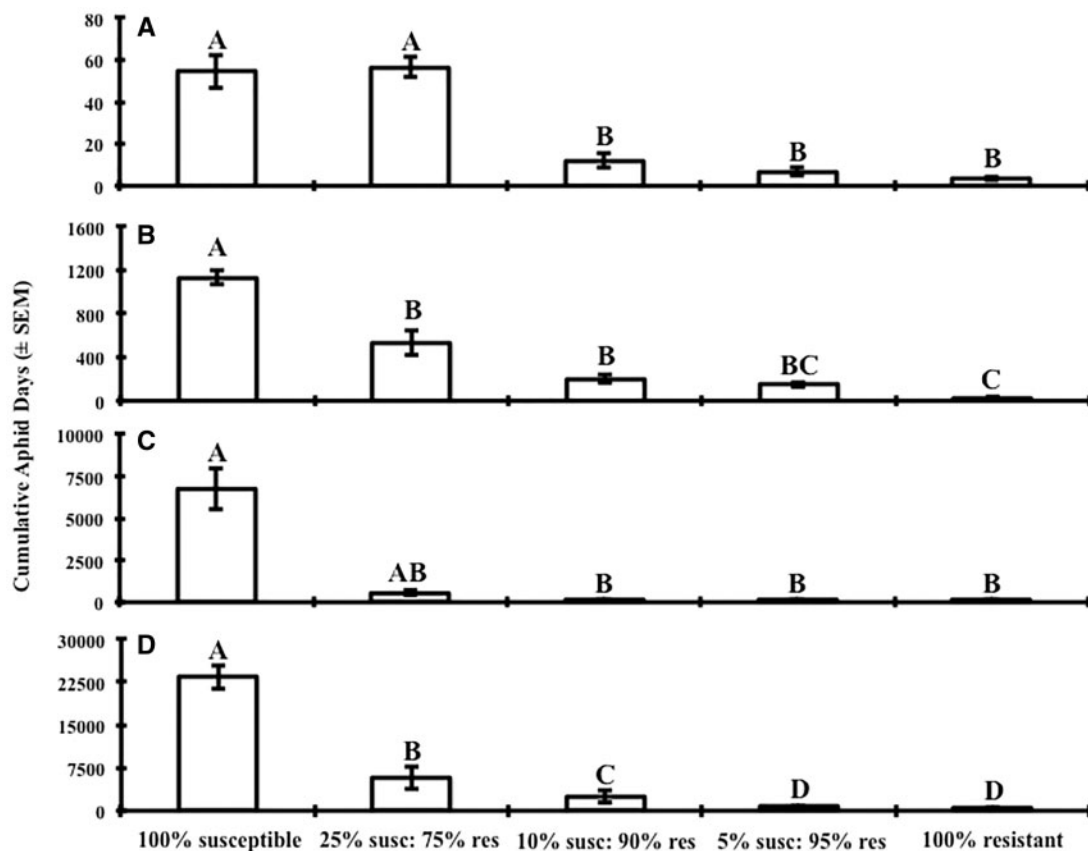 Cumulative Aphid Days (± SEM)
A
80
60
40
20
0
A
A
B
B
B
B
1600
1200
800
400
0
A
B
B
BC
C
C
10000
7500
5000
2500
0
A
AB
B
B
B
D
30000
22500
15000
7500
0
A
B
C
D
D
100% susceptible
25% susc: 75% res
10% susc: 90% res
5% susc: 95% res
100% resistant